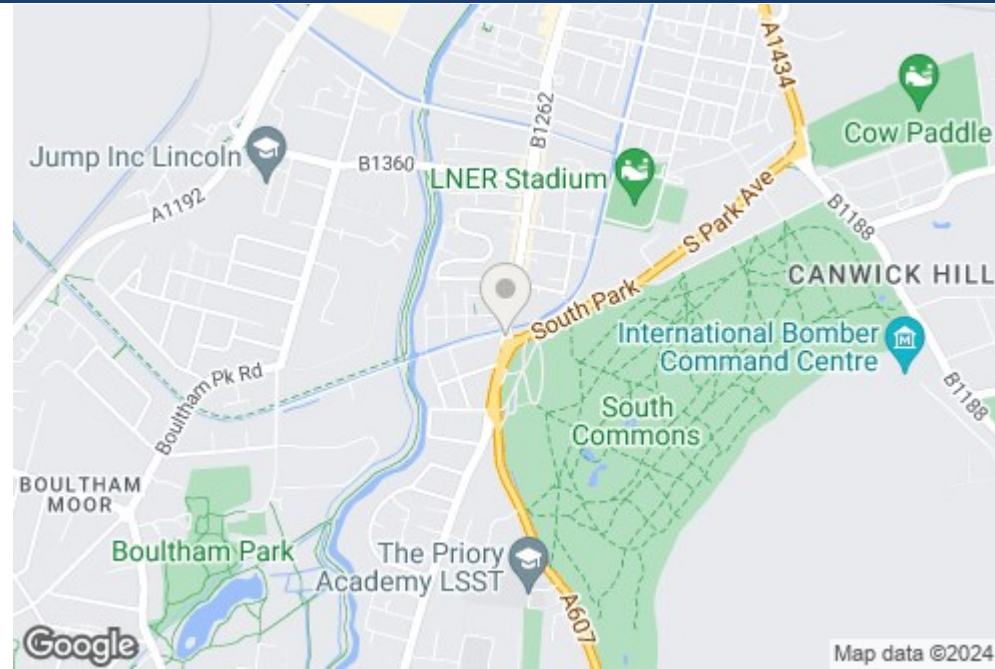 A1434
Cow Paddle
B1262
Jump Inc Lincoln
B1360
LNER Stadium
A1192
S Park Ave
B1188
CANWICK HILL
South Park
International Bomber
Command Centre
Boultham Pk Rd
South
Commons
B1188
BOULTHAM
MOOR
Boultham Park
The Priory
Academy LSST
A607
Google
Map data ©2024